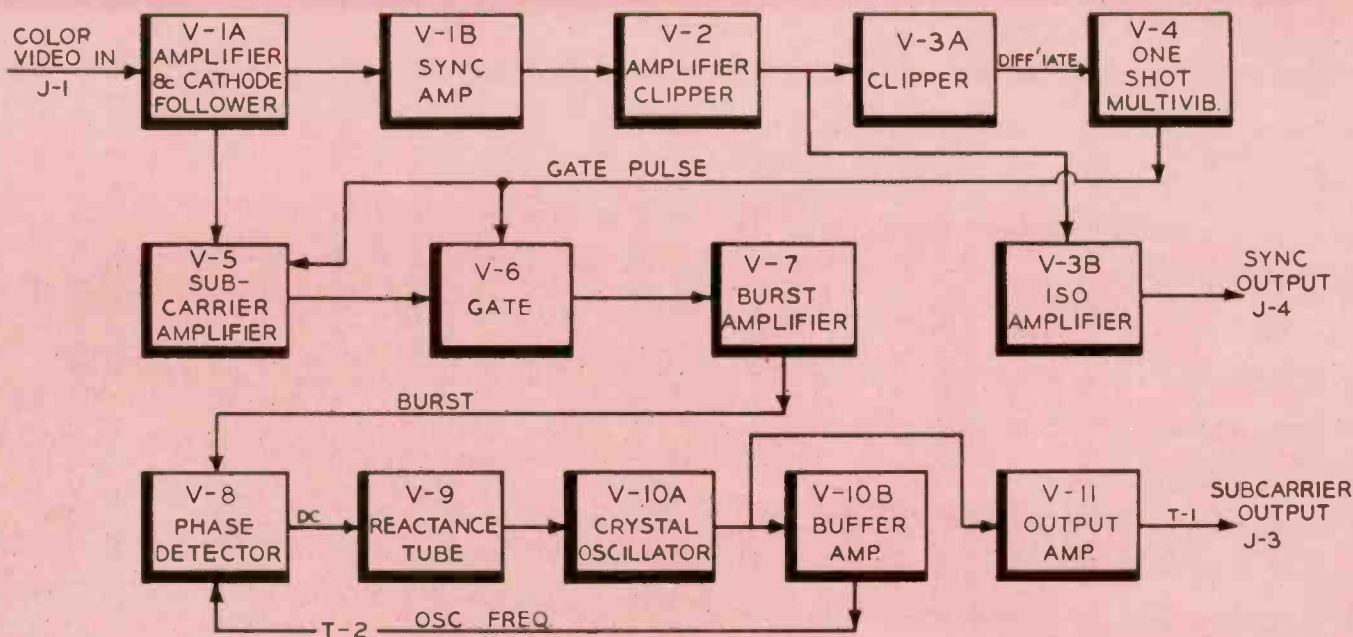 COLOR
VIDEO IN
J-1
V-1A
AMPLIFIER
& CATHODE
FOLLOWER
V-1B
SYNC
AMP
V-2
AMPLIFIER
CLIPPER
V-3A
CLIPPER
DIFF'IATE
V-4
ONE
SHOT
MULTIVIB.
GATE PULSE
V-5
SUB-
CARRIER
AMPLIFIER
V-6
GATE
V-7
BURST
AMPLIFIER
V-3B
ISO
AMPLIFIER
SYNC
OUTPUT
J-4
BURST
V-8
PHASE
DETECTOR
DC
V-9
REACTANCE
TUBE
V-10A
CRYSTAL
OSCILLATOR
V-10B
BUFFER
AMP.
V-11
OUTPUT
AMP.
T-1
SUBCARRIER
OUTPUT
J-3
T-2
OSC FREQ